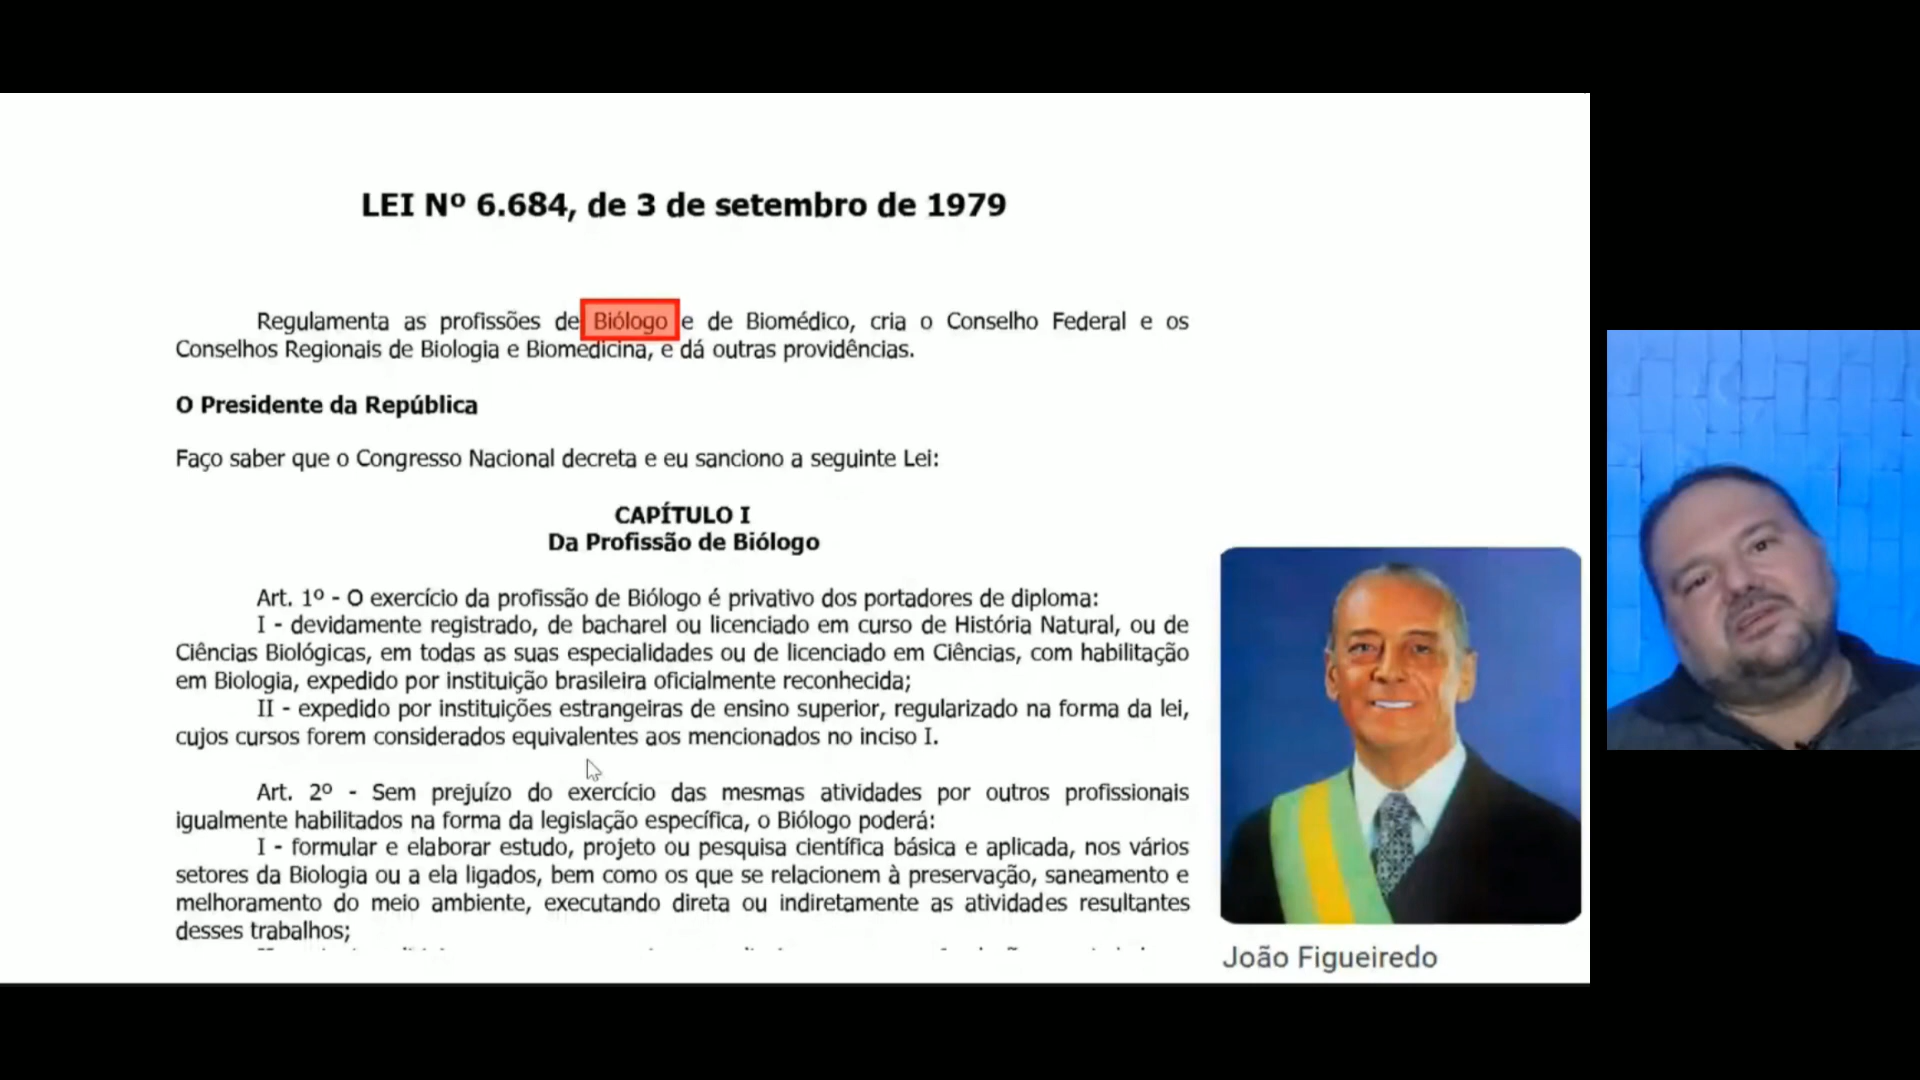 LEI Nº 6.684, de 3 de setembro de 1979
Regulamenta as profissões de Biólogo e de Biomédico, cria o Conselho Federal e os
Conselhos Regionais de Biologia e Biomedicina, e dá outras providências.
O Presidente da República
Faço saber que o Congresso Nacional decreta e eu sanciono a seguinte Lei:
CAPÍTULO I
Da Profissão de Biólogo
Art. 1º - O exercício da profissão de Biólogo é privativo dos portadores de diploma:
I - devidamente registrado, de bacharel ou licenciado em curso de História Natural, ou de
Ciências Biológicas, em todas as suas especialidades ou de licenciado em Ciências, com habilitação
em Biologia, expedido por instituição brasileira oficialmente reconhecida;
II - expedido por instituições estrangeiras de ensino superior, regularizado na forma da lei,
cujos cursos forem considerados equivalentes aos mencionados no inciso I.
Art. 2º - Sem prejuízo do exercício das mesmas atividades por outros profissionais
igualmente habilitados na forma da legislação específica, o Biólogo poderá:
I - formular e elaborar estudo, projeto ou pesquisa científica básica e aplicada, nos vários
setores da Biologia ou a ela ligados, bem como os que se relacionem à preservação, saneamento e
melhoramento do meio ambiente, executando direta ou indiretamente as atividades resultantes
desses trabalhos;
João Figueiredo